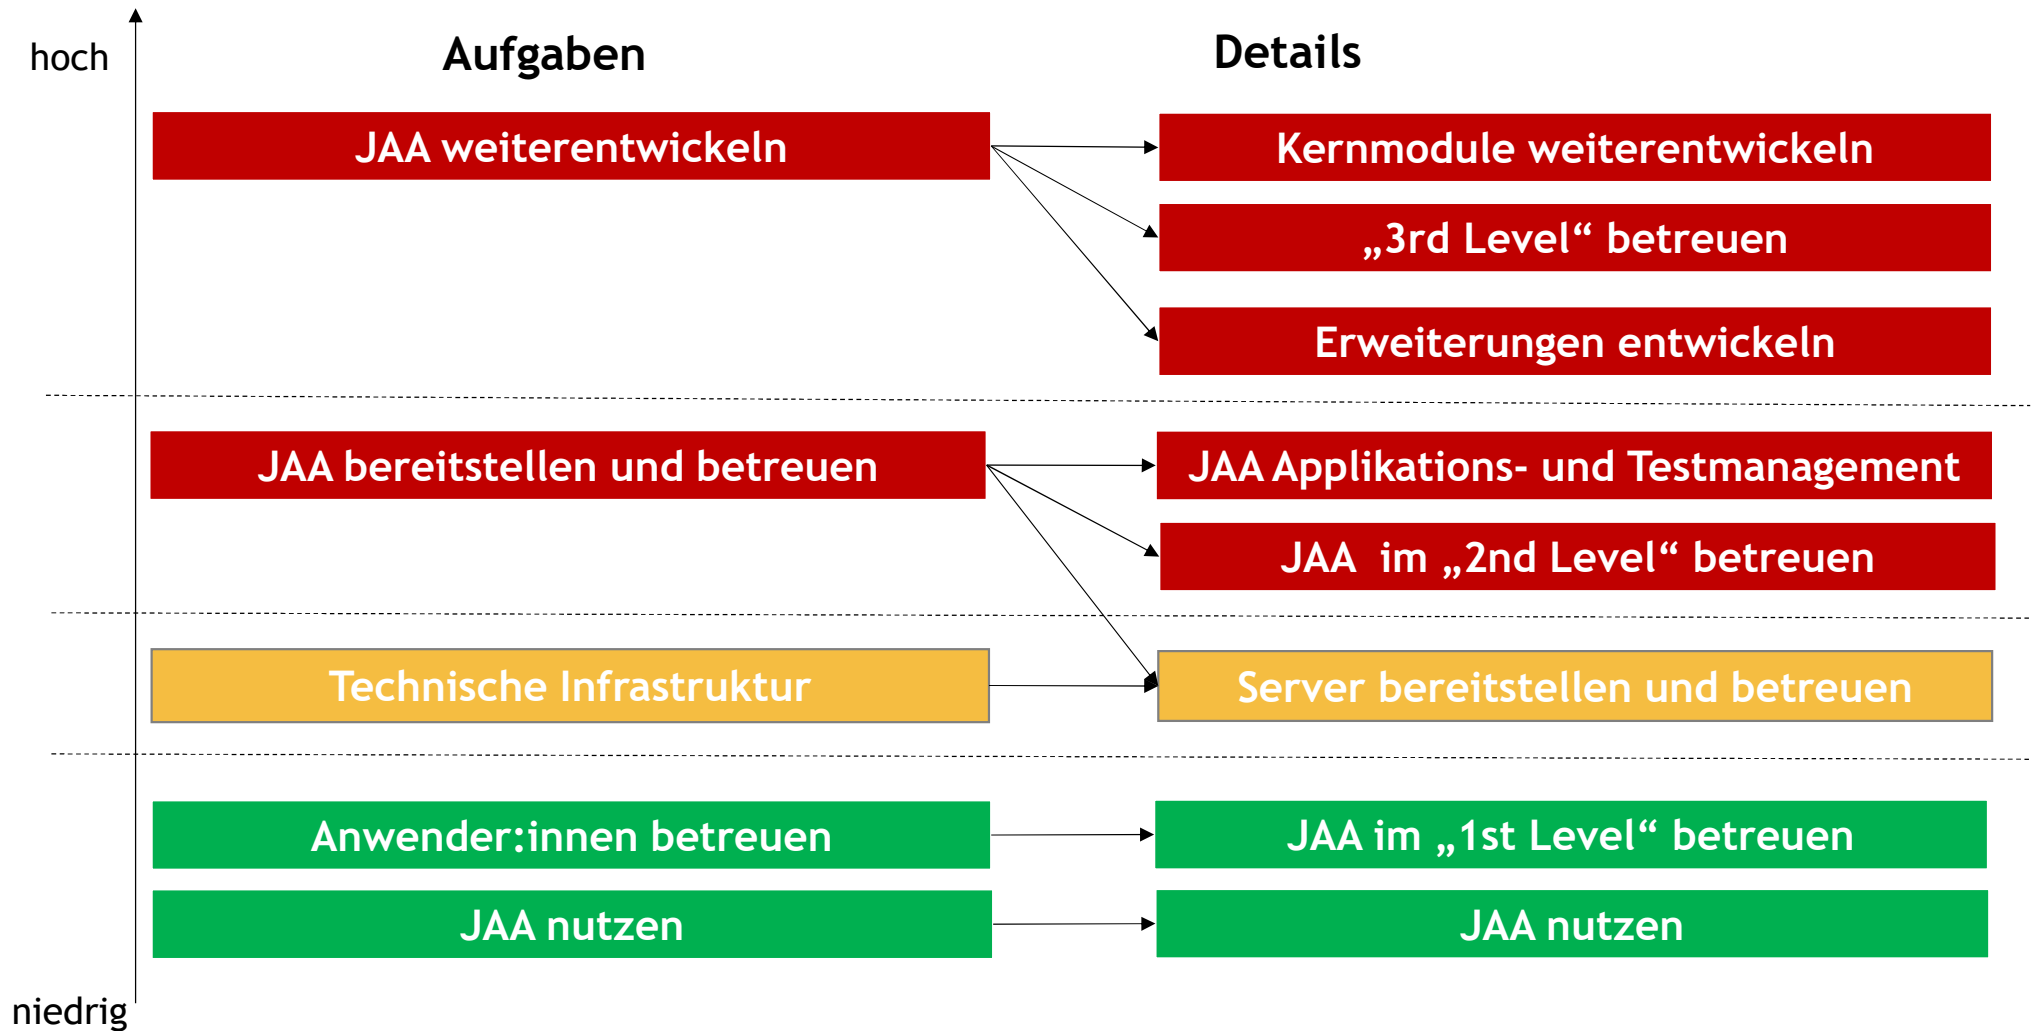 hoch
Aufgaben
Details
JAA weiterentwickeln
Kernmodule weiterentwickeln
„3rd Level“ betreuen
Erweiterungen entwickeln
JAA bereitstellen und betreuen
JAA Applikations- und Testmanagement
JAA im „2nd Level“ betreuen
Technische Infrastruktur
Server bereitstellen und betreuen
Anwender:innen betreuen
JAA im „1st Level“ betreuen
JAA nutzen
JAA nutzen
niedrig